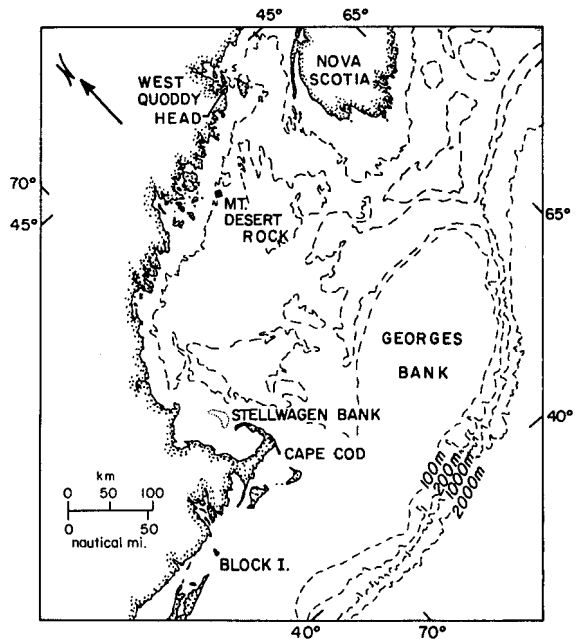 45°
65°
NOVA
SCOTIA
WEST
QUODDY
HEAD
70°
45°
MT.
DESERT
ROCK
65°
GEORGES
BANK
STELLWAGEN BANK
40°
CAPE COD
100m
200m
1000m
2000m
km
0 50 100
0 50
nautical mi.
BLOCK I.
40°
70°